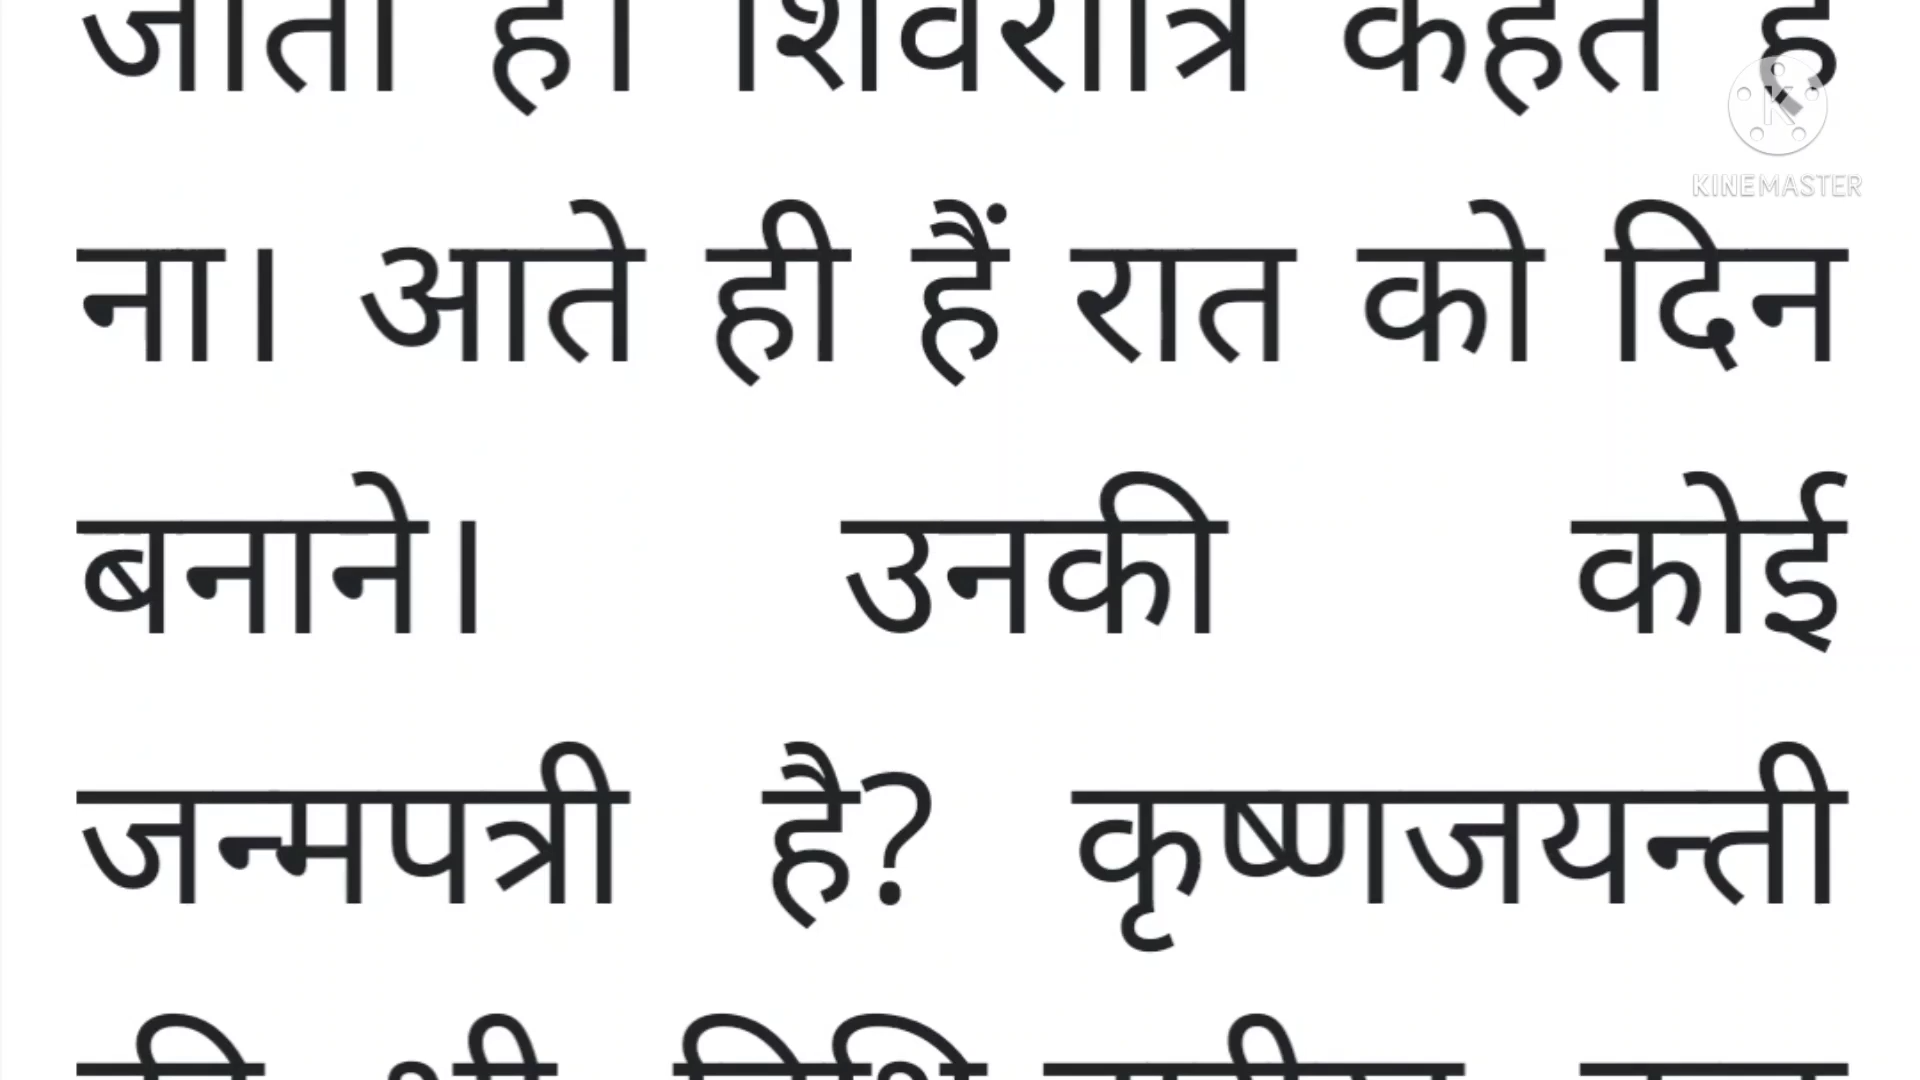 शिवरात्रि कहते
KINEMASTER
ना। आते ही हैं रात को दिन
बनाने। उनकी कोई
जन्मपत्री है? कृष्णजयन्ती